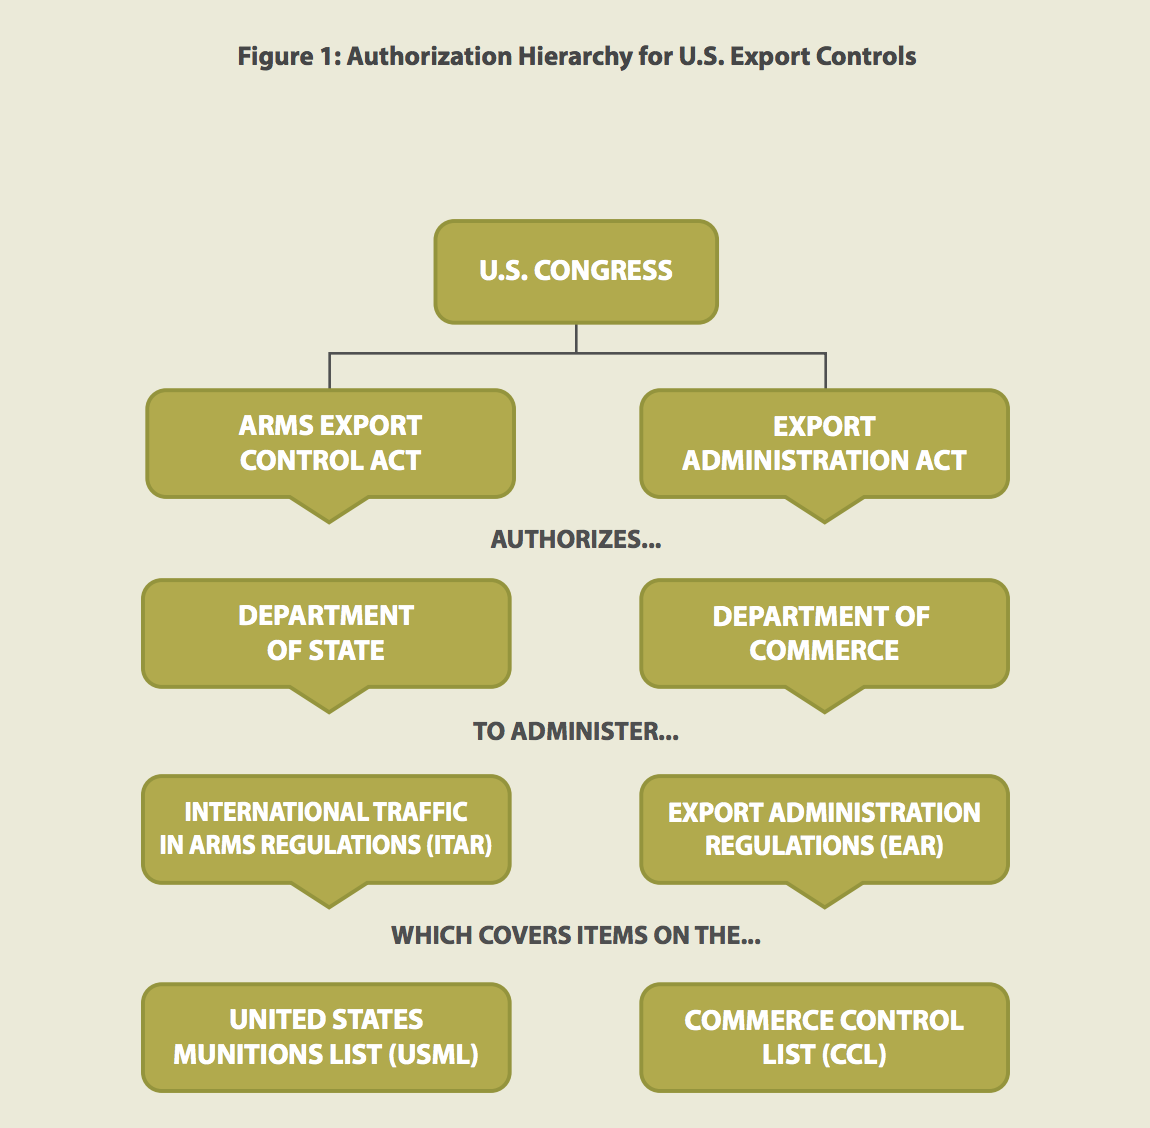 Figure 1: Authorization Hierarchy for U.S. Export Controls
U.S. CONGRESS
ARMS EXPORT
CONTROL ACT
EXPORT
ADMINISTRATION ACT
AUTHORIZES...
DEPARTMENT
OF STATE
DEPARTMENT OF
COMMERCE
TO ADMINISTER...
INTERNATIONAL TRAFFIC
IN ARMS REGULATIONS (ITAR)
EXPORT ADMINISTRATION
REGULATIONS (EAR)
WHICH COVERS ITEMS ON THE...
UNITED STATES
MUNITIONS LIST (USML)
COMMERCE CONTROL
LIST (CCL)